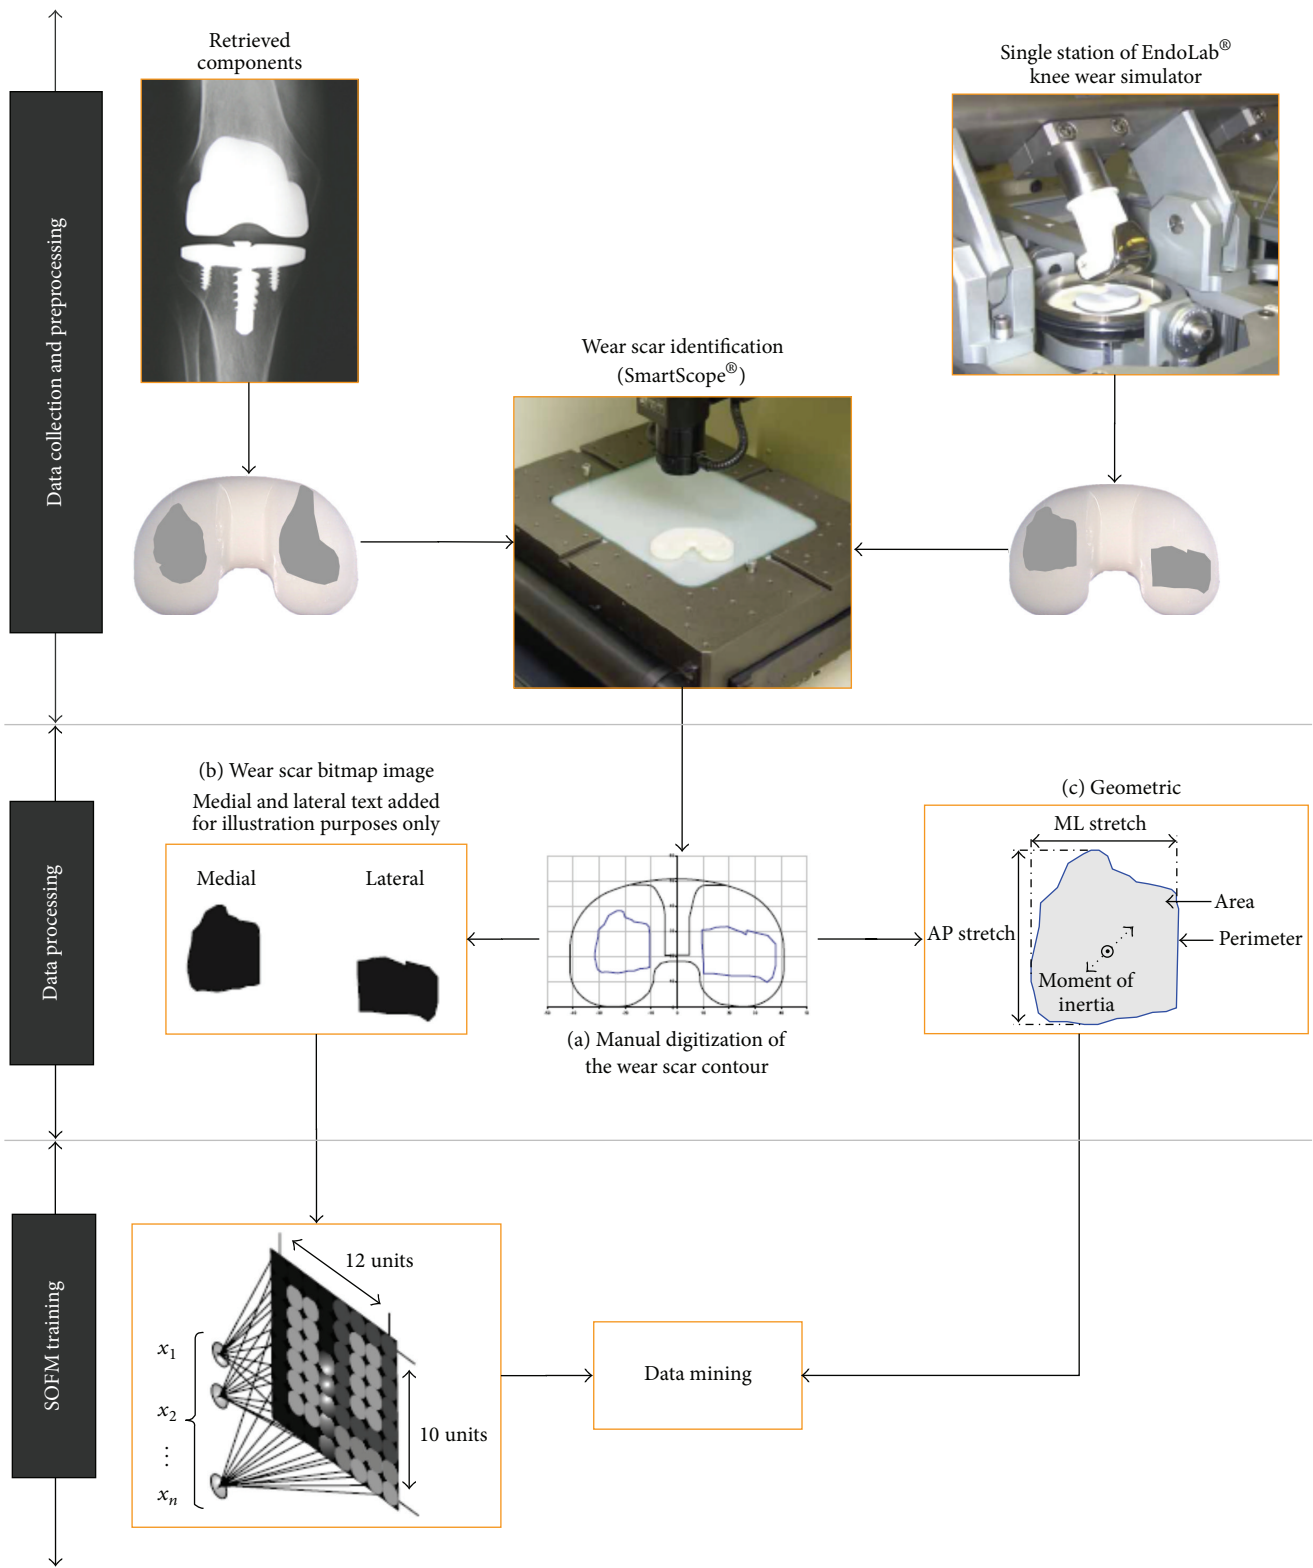 Retrieved
components
Single station of EndoLab®
knee wear simulator
Data collection and preprocessing
Wear scar identification
(SmartScope®)
(b) Wear scar bitmap image
Medial and lateral text added
for illustration purposes only
Medial
Lateral
(c) Geometric
ML stretch
AP stretch
Area
Perimeter
Moment of
inertia
Data processing
(a) Manual digitization of
the wear scar contour
SOFM training
12 units
10 units
x1
x2
⋮
xn
Data mining